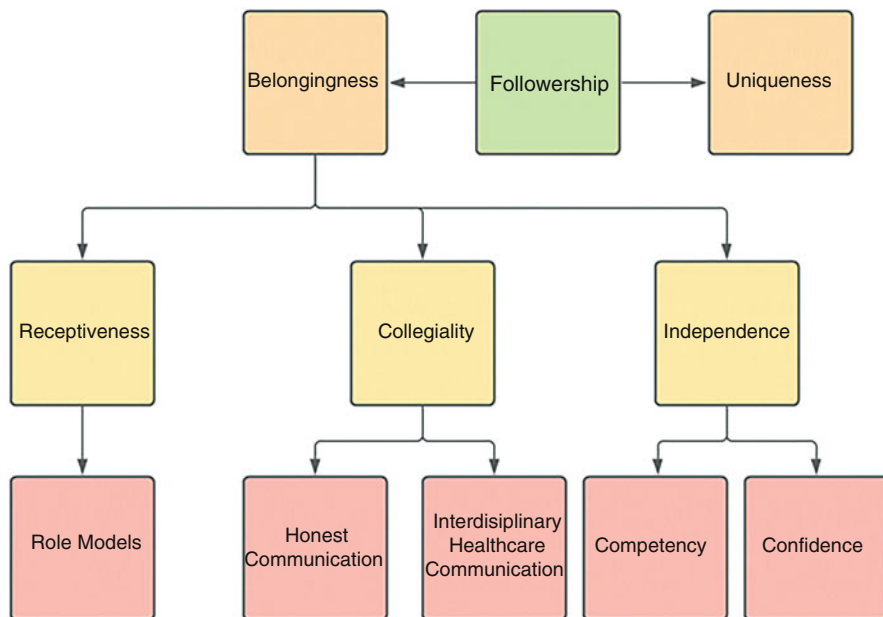 Belongingness
Followership
Uniqueness
Receptiveness
Collegiality
Independence
Role Models
Honest
Communication
Interdisiplinary
Healthcare
Communication
Competency
Confidence